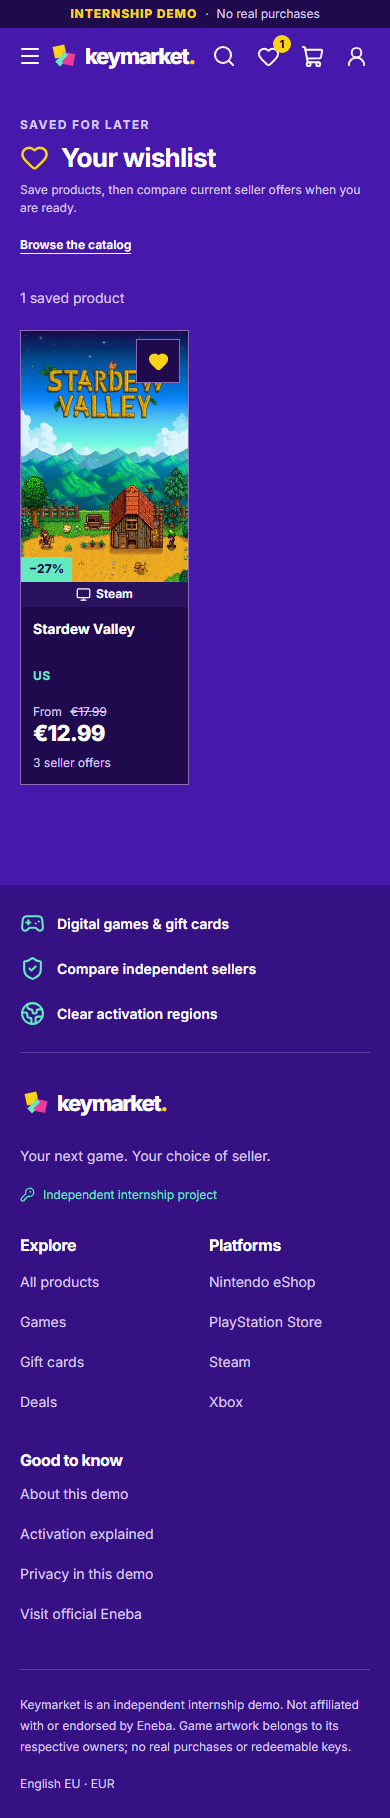 INTERNSHIP DEMO · No real purchases
keymarket.
1
SAVED FOR LATER
Your wishlist
Save products, then compare current seller offers when you
are ready.
Browse the catalog
1 saved product
STARDEW
VALLEY
−27%
Steam
Stardew Valley
US
From €17.99
€12.99
3 seller offers
Digital games & gift cards
Compare independent sellers
Clear activation regions
keymarket.
Your next game. Your choice of seller.
Independent internship project
Explore
All products
Games
Gift cards
Deals
Platforms
Nintendo eShop
PlayStation Store
Steam
Xbox
Good to know
About this demo
Activation explained
Privacy in this demo
Visit official Eneba
Keymarket is an independent internship demo. Not affiliated
with or endorsed by Eneba. Game artwork belongs to its
respective owners; no real purchases or redeemable keys.
English EU · EUR